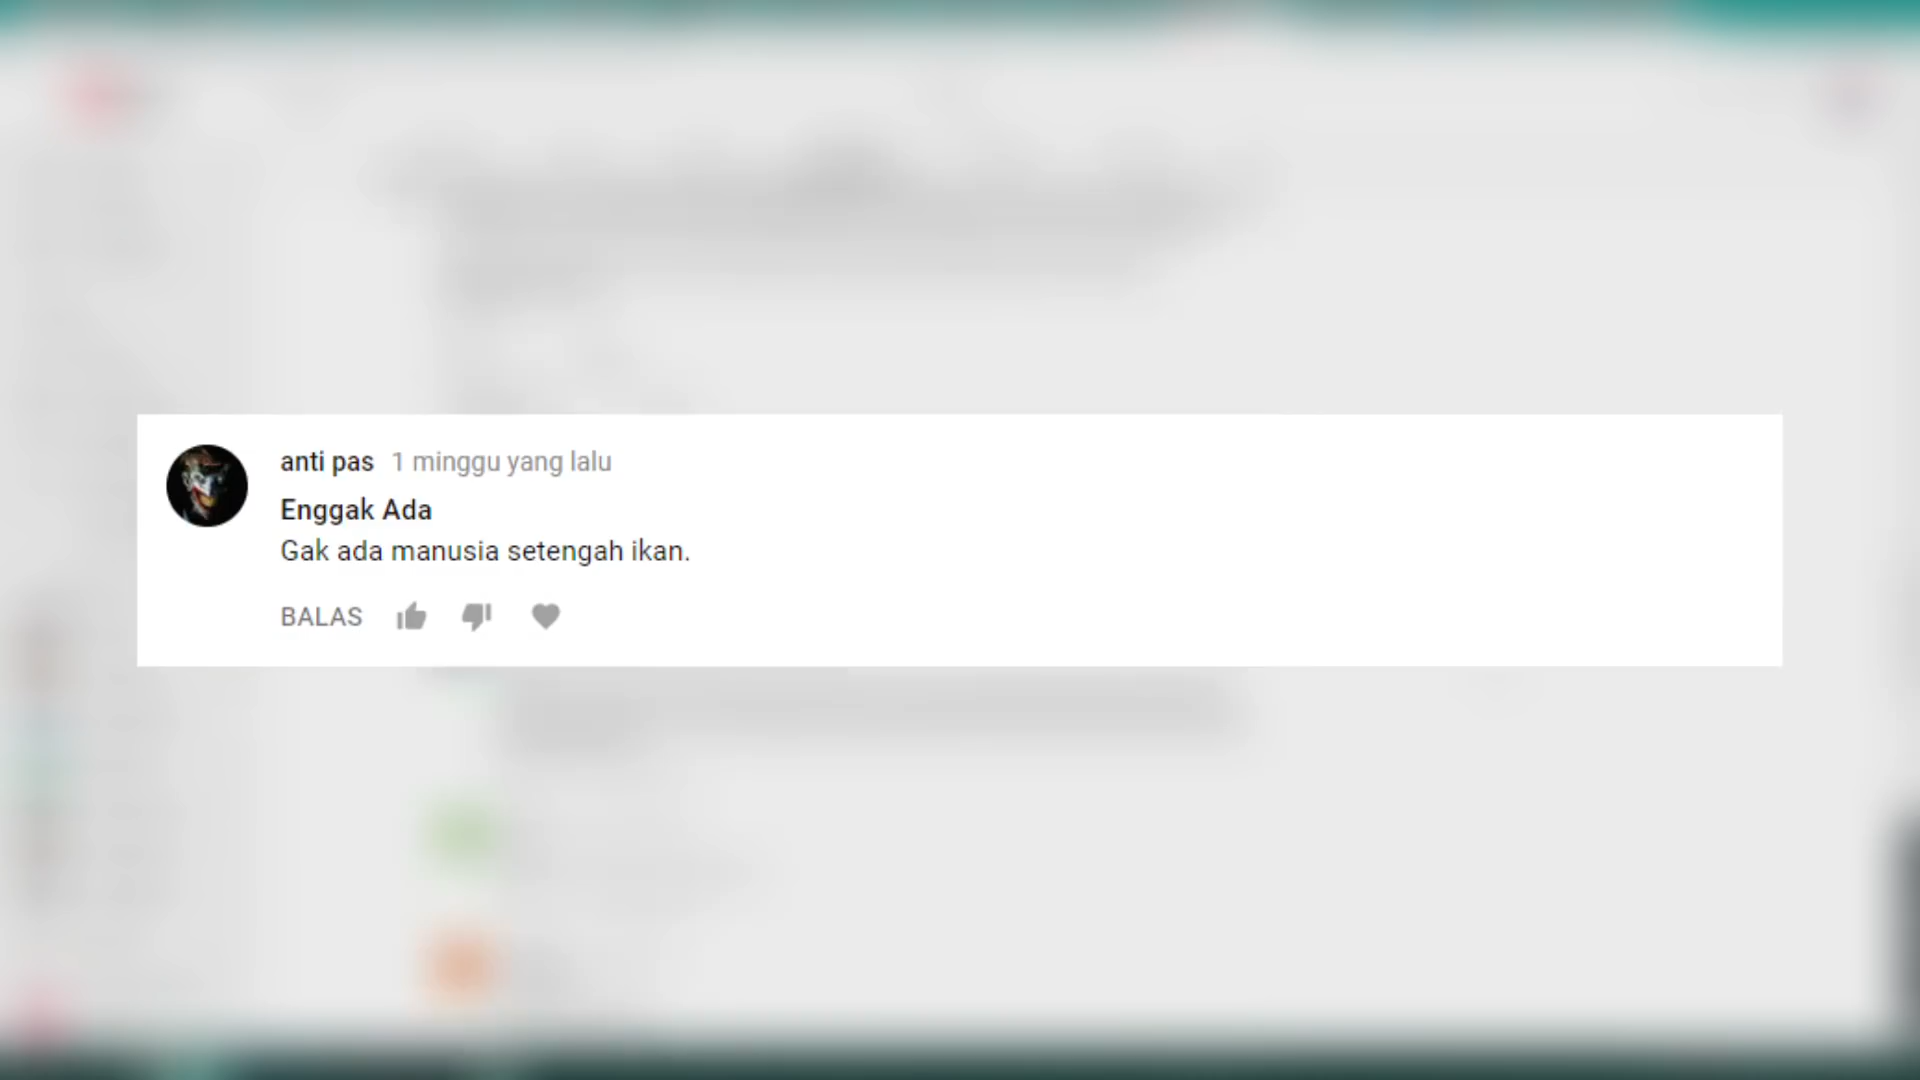 anti pas 1 minggu yang lalu
Enggak Ada
Gak ada manusia setengah ikan.
BALAS